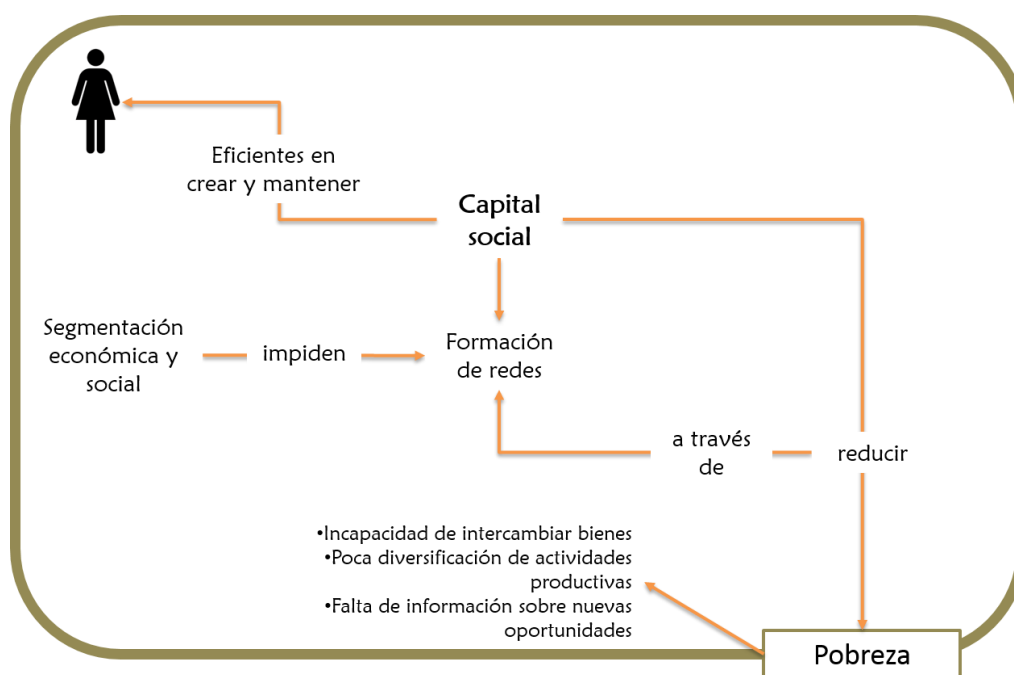 Eficientes en
crear y mantener
Capital
social
Segmentación
económica y
social
impiden
Formación
de redes
a través
de
reducir
•Incapacidad de intercambiar bienes
•Poca diversificación de actividades
productivas
•Falta de información sobre nuevas
oportunidades
Pobreza